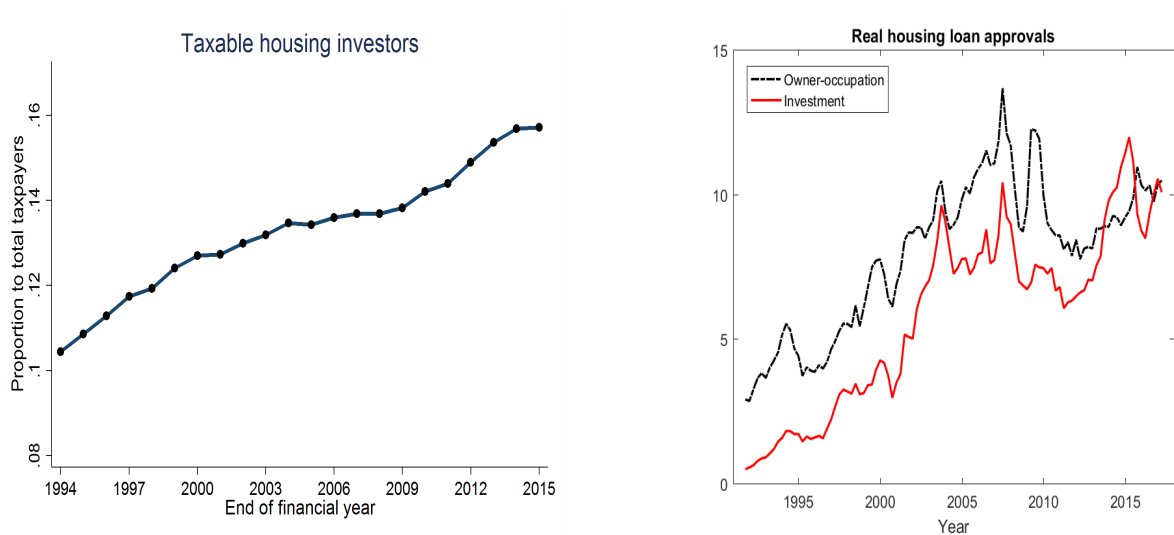 Taxable housing investors
Proportion to total taxpayers
.16
.14
.12
.1
.08
1994 1997 2000 2003 2006 2009 2012 2015
End of financial year
Real housing loan approvals
Owner-occupation
Investment
15
10
5
0
1995 2000 2005 2010 2015
Year